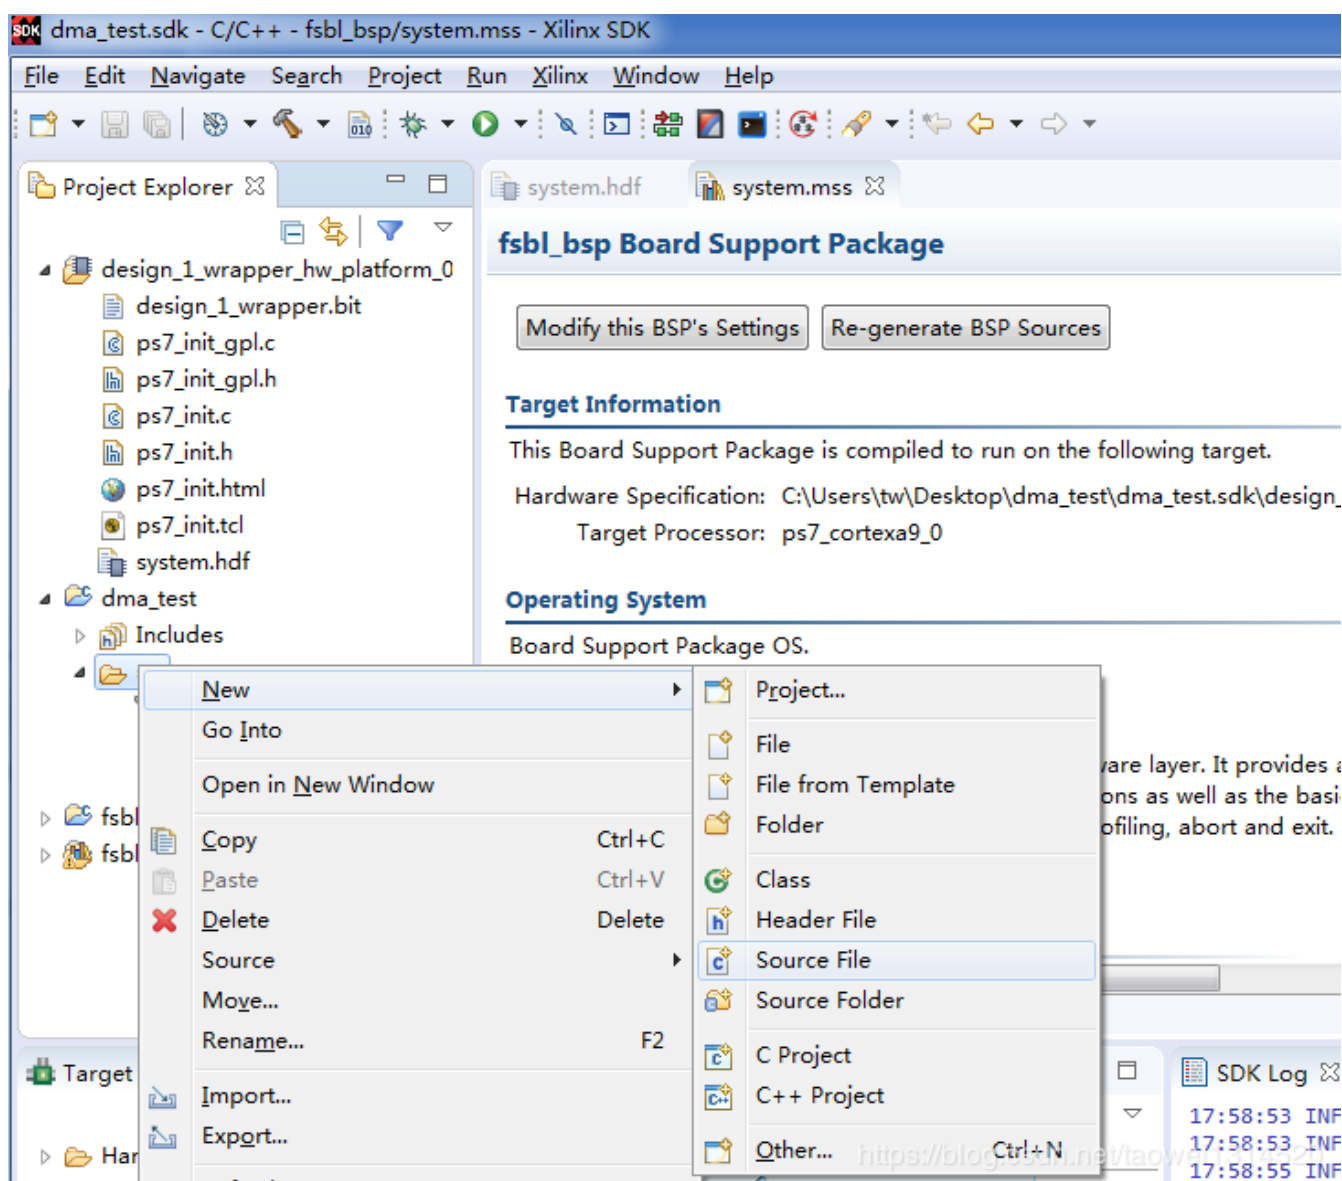 SDK dma_test.sdk - C/C++ - fsbl_bsp/system.mss - Xilinx SDK
File Edit Navigate Search Project Run Xilinx Window Help
010
Project Explorer
system.hdf
system.mss
fsbl_bsp Board Support Package
design_1_wrapper_hw_platform_0
design_1_wrapper.bit
ps7_init_gpl.c
ps7_init_gpl.h
ps7_init.c
ps7_init.h
ps7_init.html
ps7_init.tcl
system.hdf
dma_test
Includes
fsbl
fsbl
Modify this BSP's Settings
Re-generate BSP Sources
Target Information
This Board Support Package is compiled to run on the following target.
Hardware Specification: C:\Users\tw\Desktop\dma_test\dma_test.sdk\design_
Target Processor: ps7_cortexa9_0
Operating System
Board Support Package OS.
ware layer. It provides a
ons as well as the basi
ofiling, abort and exit.
New
Go Into
Open in New Window
Copy Ctrl+C
Paste Ctrl+V
Delete Delete
Source
Move...
Rename... F2
Import...
Export...
Project...
File
File from Template
Folder
Class
Header File
Source File
Source Folder
C Project
C++ Project
Other... Ctrl+N
Target
Har
SDK Log
17:58:53 INF
17:58:53 INF
17:58:55 INF